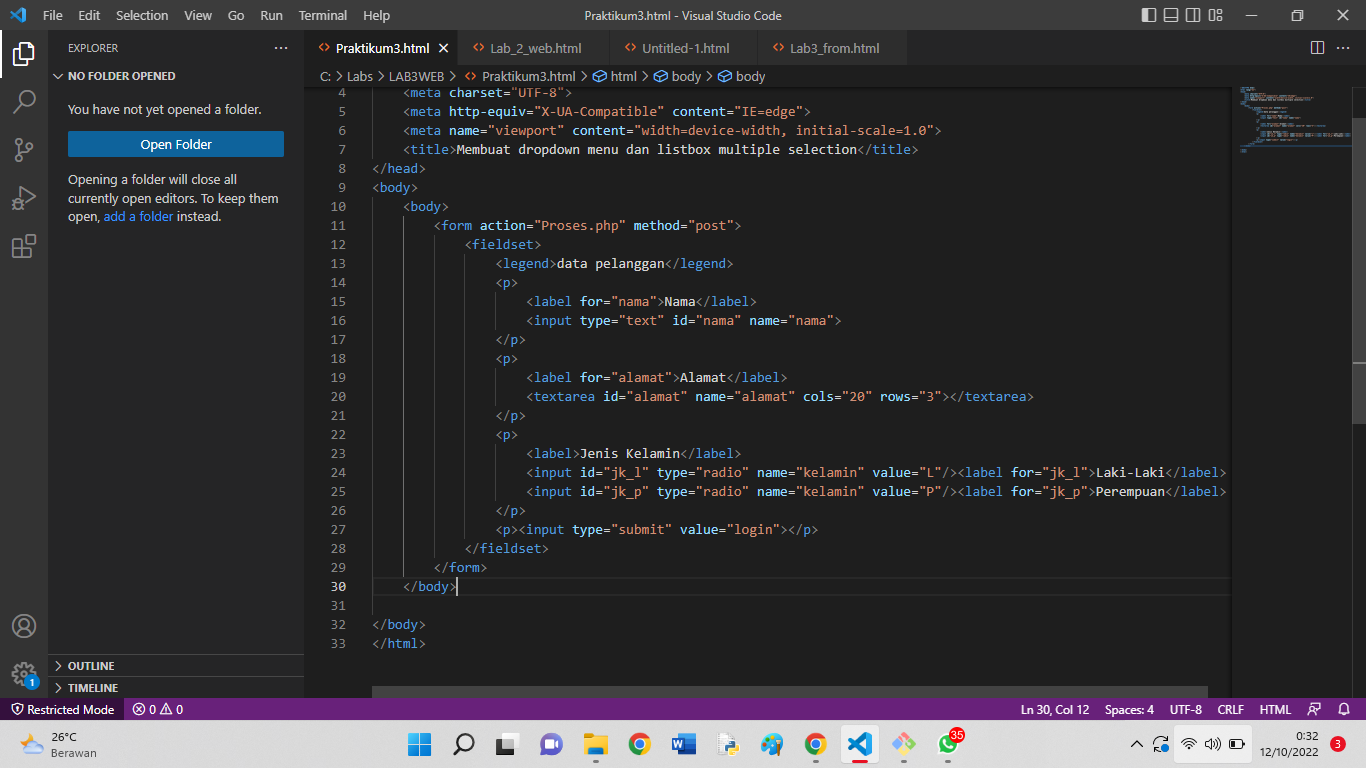 File Edit Selection View Go Run Terminal Help Praktikum3.html - Visual Studio Code
EXPLORER
NO FOLDER OPENED
You have not yet opened a folder.
Open Folder
Opening a folder will close all
currently open editors. To keep them
open, add a folder instead.
OUTLINE
TIMELINE
Praktikum3.html Lab_2_web.html Untitled-1.html Lab3_from.html
C: > Labs > LAB3WEB > Praktikum3.html > html > body > body
4 <meta charset="UTF-8">
5 <meta http-equiv="X-UA-Compatible" content="IE=edge">
6 <meta name="viewport" content="width=device-width, initial-scale=1.0">
7 <title>Membuat dropdown menu dan listbox multiple selection</title>
8 </head>
9 <body>
10 <body>
11 <form action="Proses.php" method="post">
12 <fieldset>
13 <legend>data pelanggan</legend>
14 <p>
15 <label for="nama">Nama</label>
16 <input type="text" id="nama" name="nama">
17 </p>
18 <p>
19 <label for="alamat">Alamat</label>
20 <textarea id="alamat" name="alamat" cols="20" rows="3"></textarea>
21 </p>
22 <p>
23 <label>Jenis Kelamin</label>
24 <input id="jk_l" type="radio" name="kelamin" value="L"/><label for="jk_l">Laki-Laki</label>
25 <input id="jk_p" type="radio" name="kelamin" value="P"/><label for="jk_p">Perempuan</label>
26 </p>
27 <p><input type="submit" value="login"></p>
28 </fieldset>
29 </form>
30 </body>
31
32 </body>
33 </html>
Restricted Mode 0 0 Ln 30, Col 12 Spaces: 4 UTF-8 CRLF HTML
1
26°C
Berawan
35
0:32
12/10/2022
3